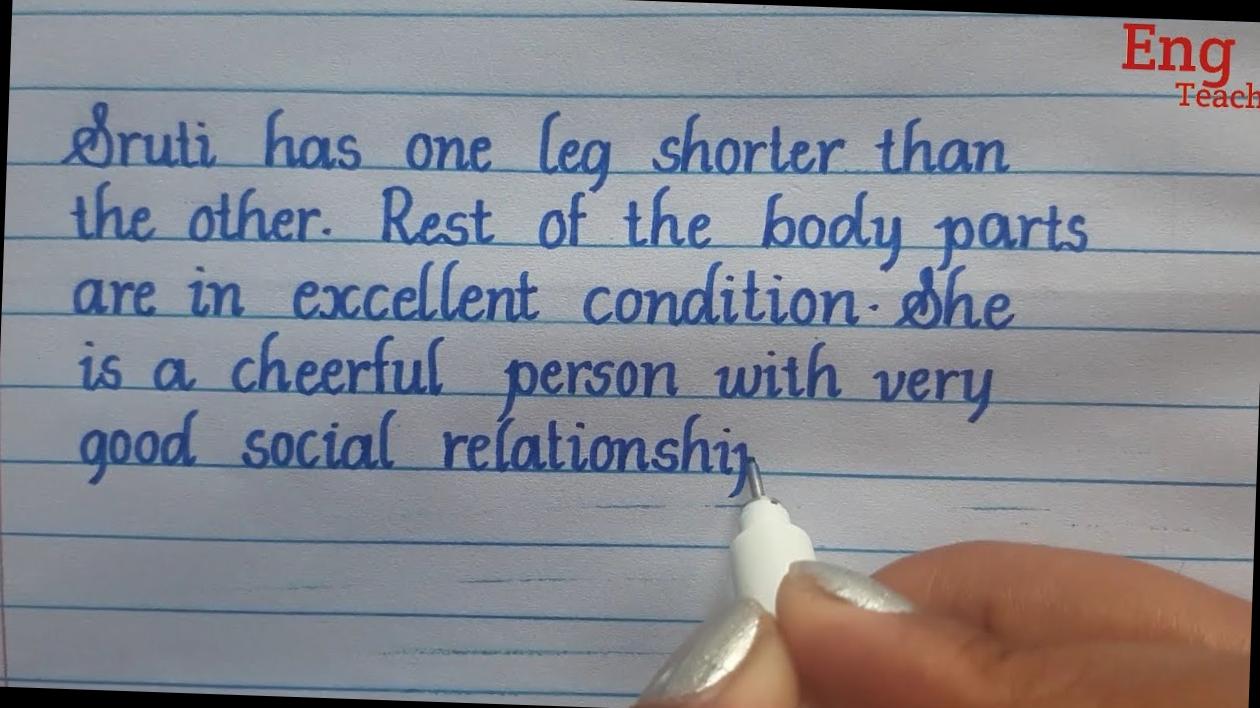 Eng
Teach
Sruti has one leg shorter than
the other. Rest of the body parts
are in excellent condition. She
is a cheerful person with very
good social relationship